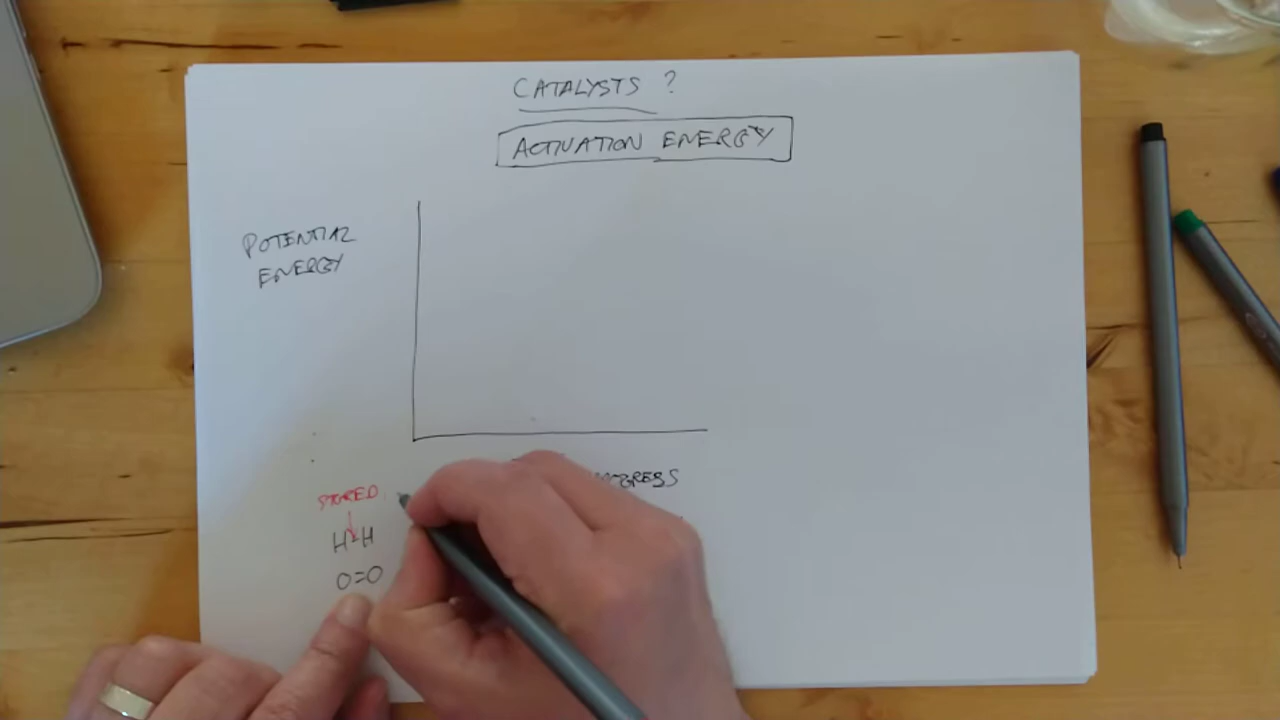 CATALYSTS ?
ACTIVATION ENERGY
POTENTIAL
ENERGY
STORED
H-H
O=O